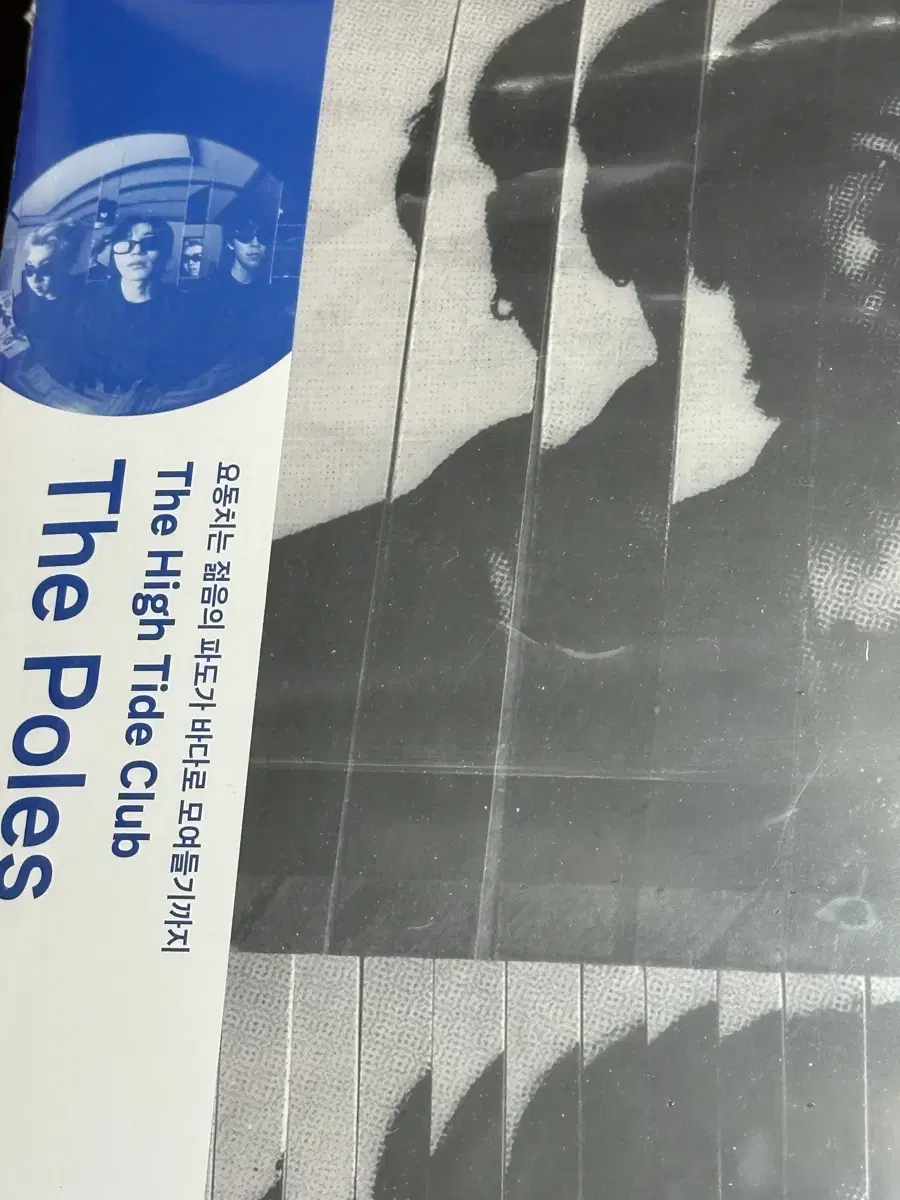 요동치는 젊음의 파도가 바다로 모여들기까지
The High Tide Club
The Poles